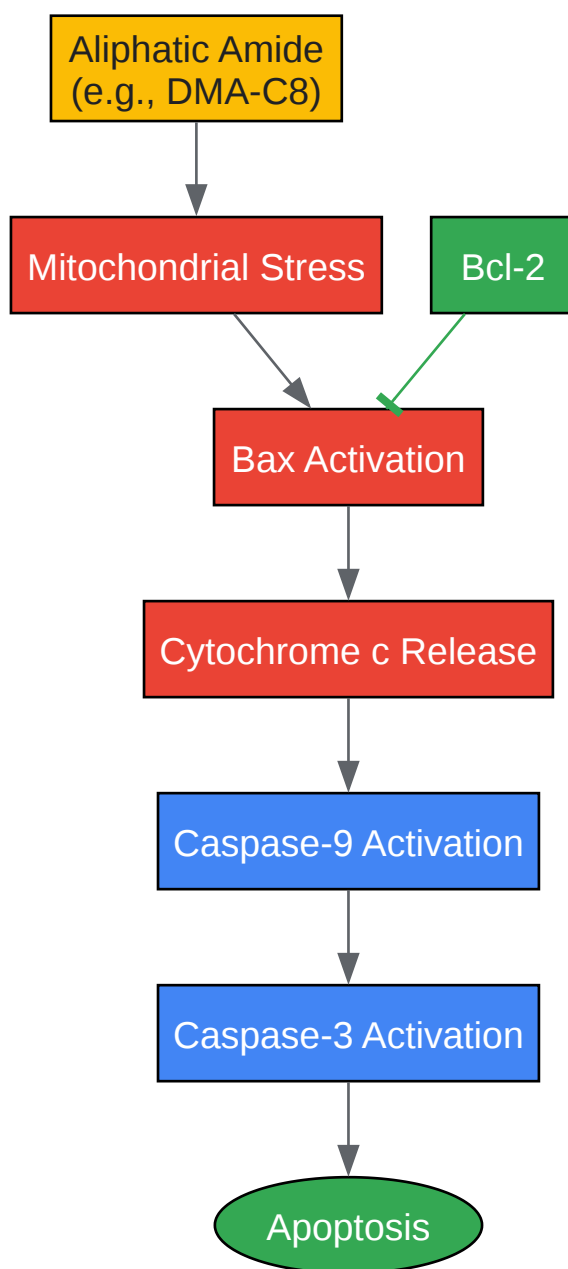 Aliphatic Amide
(e.g., DMA-C8)
Mitochondrial Stress
Bcl-2
Bax Activation
Cytochrome c Release
Caspase-9 Activation
Caspase-3 Activation
Apoptosis